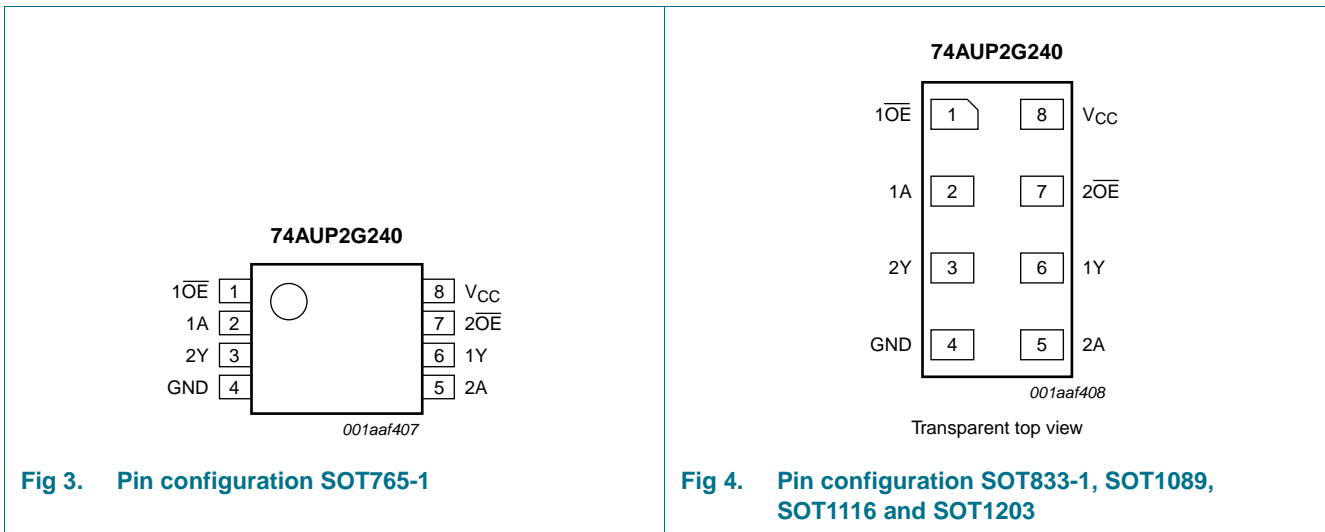 74AUP2G240
1OE 1 8 VCC
1A 2 7 2OE
2Y 3 6 1Y
GND 4 5 2A
001aaf407
Fig 3. Pin configuration SOT765-1
74AUP2G240
1OE 1 8 VCC
1A 2 7 2OE
2Y 3 6 1Y
GND 4 5 2A
001aaf408
Transparent top view
Fig 4. Pin configuration SOT833-1, SOT1089,
SOT1116 and SOT1203